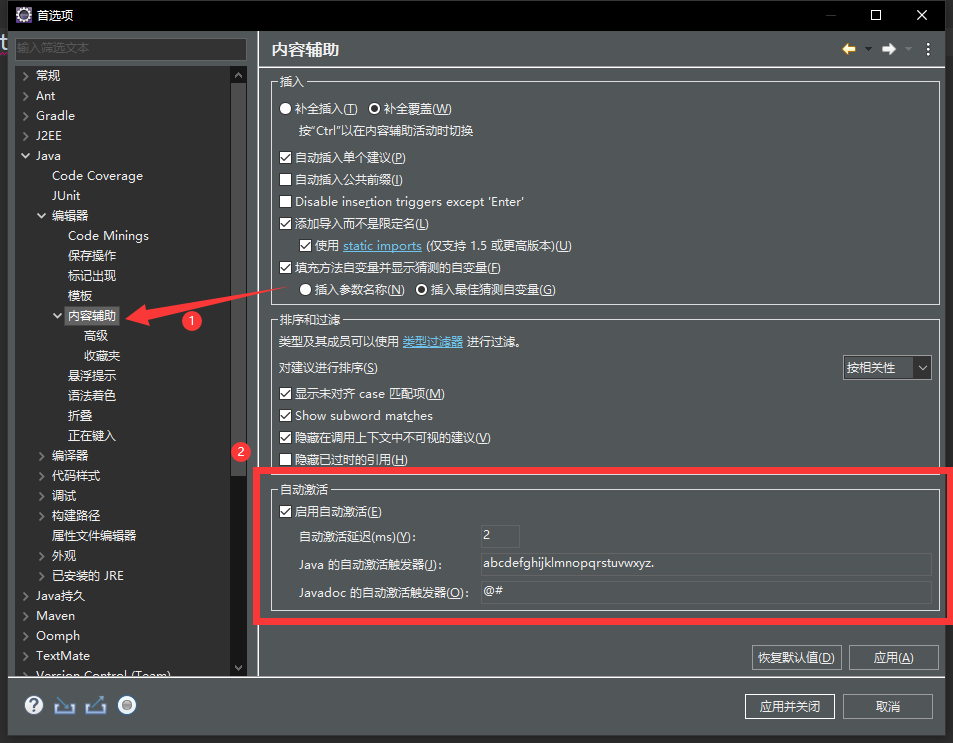 首选项
输入筛选文本
常规
Ant
Gradle
J2EE
Java
Code Coverage
JUnit
编辑器
Code Minings
保存操作
标记出现
模板
内容辅助
1
高级
收藏夹
悬浮提示
语法着色
折叠
正在键入
编译器
2
代码样式
调试
构建路径
属性文件编辑器
外观
已安装的 JRE
Java持久
Maven
Oomph
TextMate
Version Control (Team)
内容辅助
插入
补全插入(T) 补全覆盖(W)
按"Ctrl"以在内容辅助活动时切换
自动插入单个建议(P)
自动插入公共前缀(I)
Disable insertion triggers except 'Enter'
添加导入而不是限定名(L)
使用 static imports (仅支持 1.5 或更高版本)(U)
填充方法自变量并显示猜测的自变量(F)
插入参数名称(N) 插入最佳猜测自变量(G)
排序和过滤
类型及其成员可以使用 类型过滤器 进行过滤。
对建议进行排序(S) 按相关性
显示未对齐 case 匹配项(M)
Show subword matches
隐藏在调用上下文中不可视的建议(V)
隐藏已过时的引用(H)
自动激活
启用自动激活(E)
自动激活延迟(ms)(Y): 2
Java 的自动激活触发器(J): abcdefghijklmnopqrstuvwxyz.
Javadoc 的自动激活触发器(O): @#
恢复默认值(D) 应用(A)
应用并关闭 取消